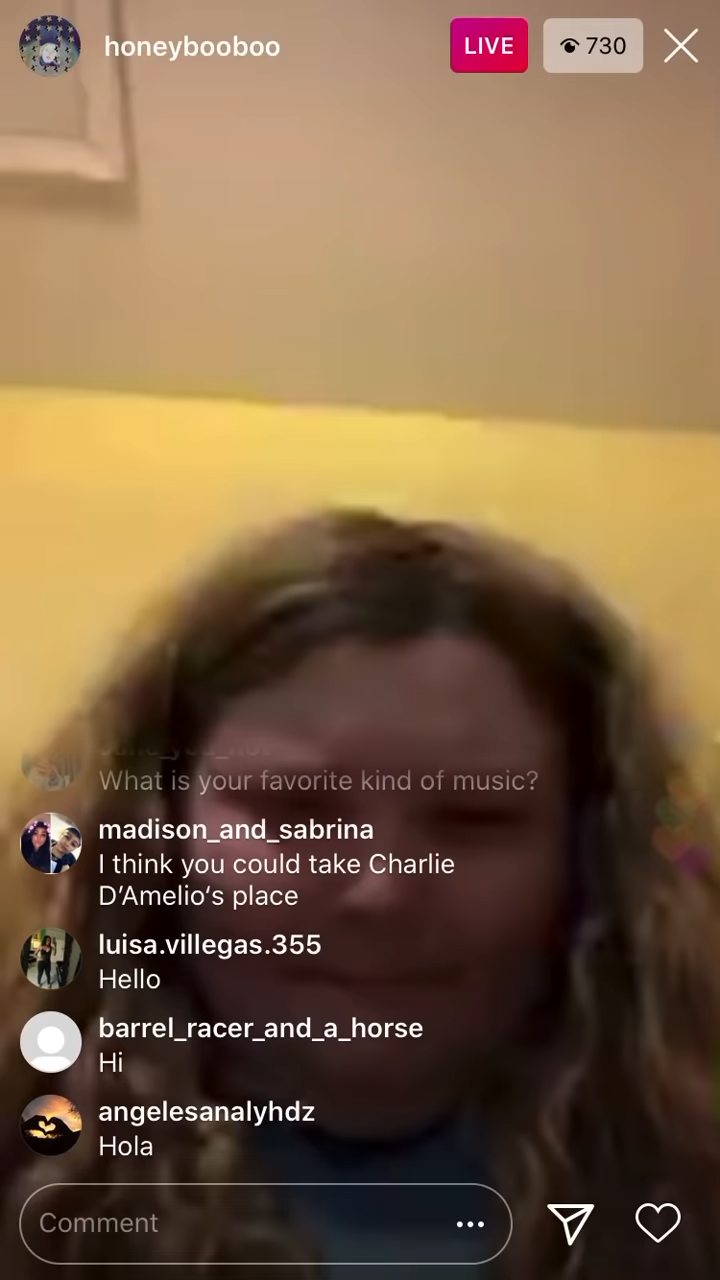 honeybooboo
LIVE
730
What is your favorite kind of music?
madison_and_sabrina
I think you could take Charlie
D’Amelio‘s place
luisa.villegas.355
Hello
barrel_racer_and_a_horse
Hi
angelesanalyhdz
Hola
Comment